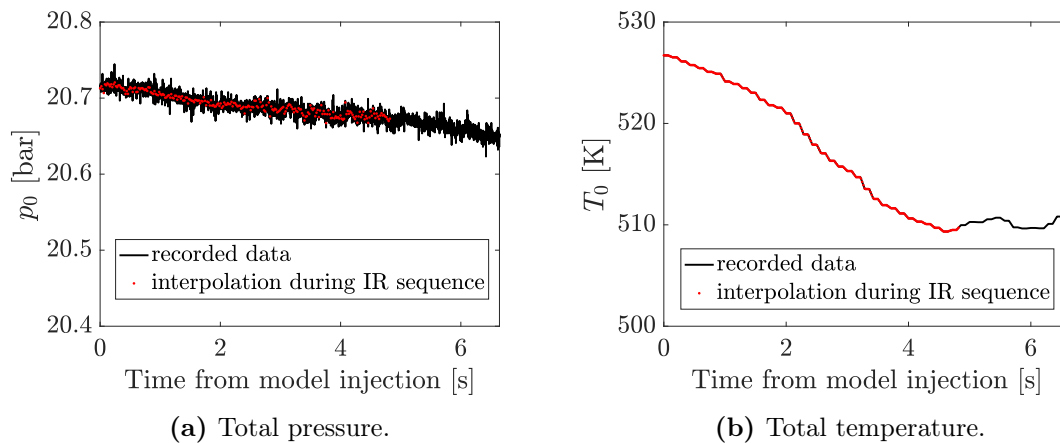 20.8
20.7
20.6
20.5
20.4
p₀ [bar]
recorded data
interpolation during IR sequence
0 2 4 6
Time from model injection [s]
(a) Total pressure.
530
520
510
500
T₀ [K]
recorded data
interpolation during IR sequence
0 2 4 6
Time from model injection [s]
(b) Total temperature.